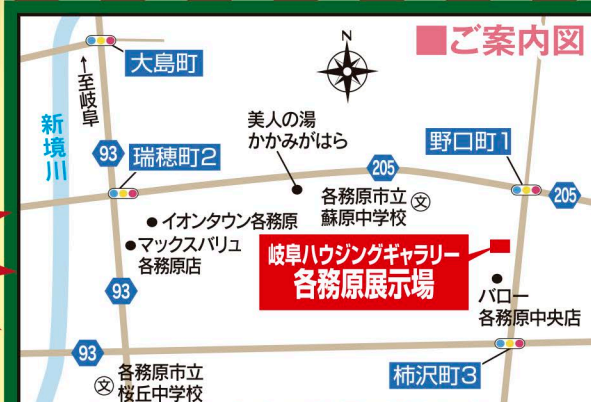 ■ご案内図
N
大島町
↑至岐阜
新境川
美人の湯
かかみがはら
93
瑞穂町2
野口町1
205
各務原市立
蘇原中学校
文
205
イオンタウン各務原
マックスバリュ
各務原店
岐阜ハウジングギャラリー
各務原展示場
93
バロー
各務原中央店
93
柿沢町3
文
各務原市立
桜丘中学校